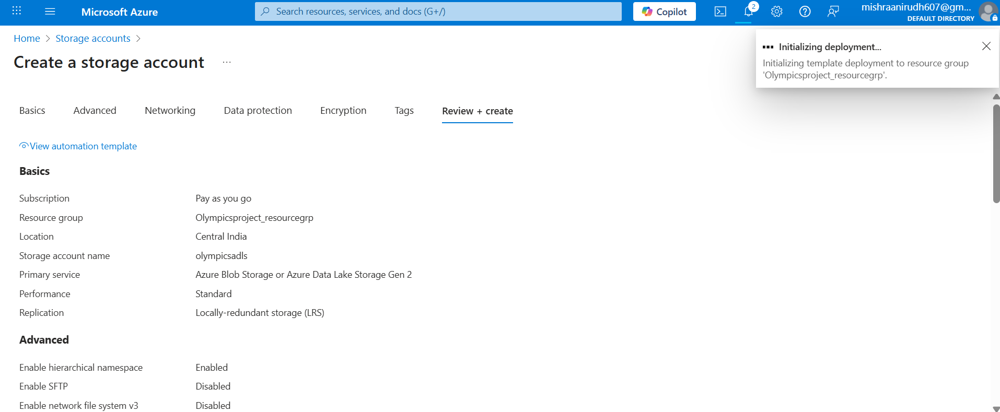 Microsoft Azure
Search resources, services, and docs (G+/)
Copilot
2
mishraanirudh607@gm...
DEFAULT DIRECTORY
Home > Storage accounts >
Create a storage account ...
Initializing deployment...
Initializing template deployment to resource group
'Olympicsproject_resourcegrp'.
Basics Advanced Networking Data protection Encryption Tags Review + create
View automation template
Basics
Subscription Pay as you go
Resource group Olympicsproject_resourcegrp
Location Central India
Storage account name olympicsadls
Primary service Azure Blob Storage or Azure Data Lake Storage Gen 2
Performance Standard
Replication Locally-redundant storage (LRS)
Advanced
Enable hierarchical namespace Enabled
Enable SFTP Disabled
Enable network file system v3 Disabled